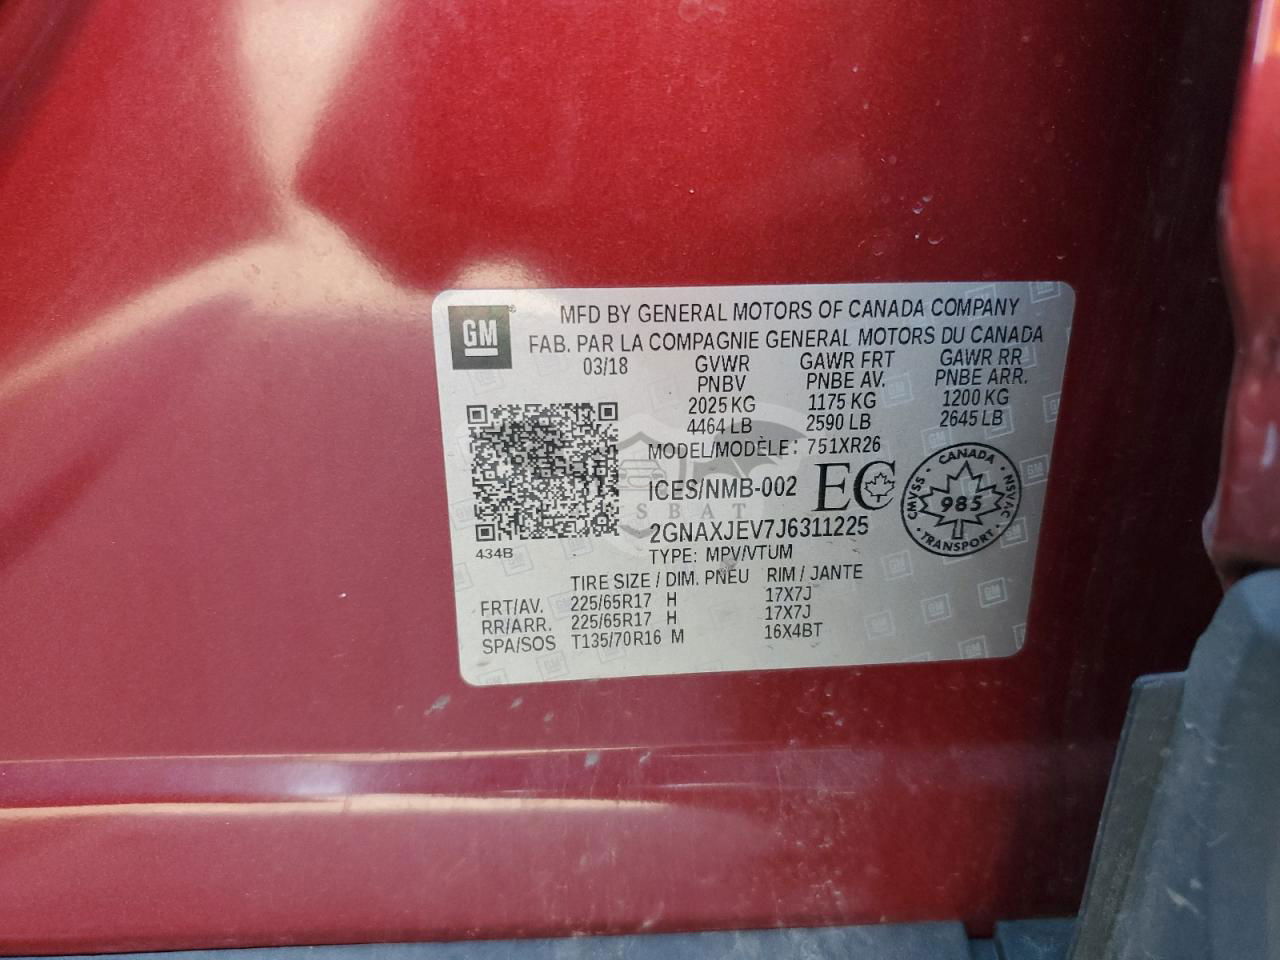 GM
MFD BY GENERAL MOTORS OF CANADA COMPANY
FAB. PAR LA COMPAGNIE GENERAL MOTORS DU CANADA
03/18 GVWR GAWR FRT GAWR RR
PNBV PNBE AV. PNBE ARR.
2025 KG 1175 KG 1200 KG
4464 LB 2590 LB 2645 LB
MODEL/MODÈLE: 751XR26
ICES/NMB-002 EC
SBAT
2GNAXJEV7J6311225
TYPE: MPV/VTUM
CANADA
CMVSS 985 NSVAC
TRANSPORT
434B
TIRE SIZE / DIM. PNEU RIM / JANTE
FRT/AV. 225/65R17 H 17X7J
RR/ARR. 225/65R17 H 17X7J
SPA/SOS T135/70R16 M 16X4BT